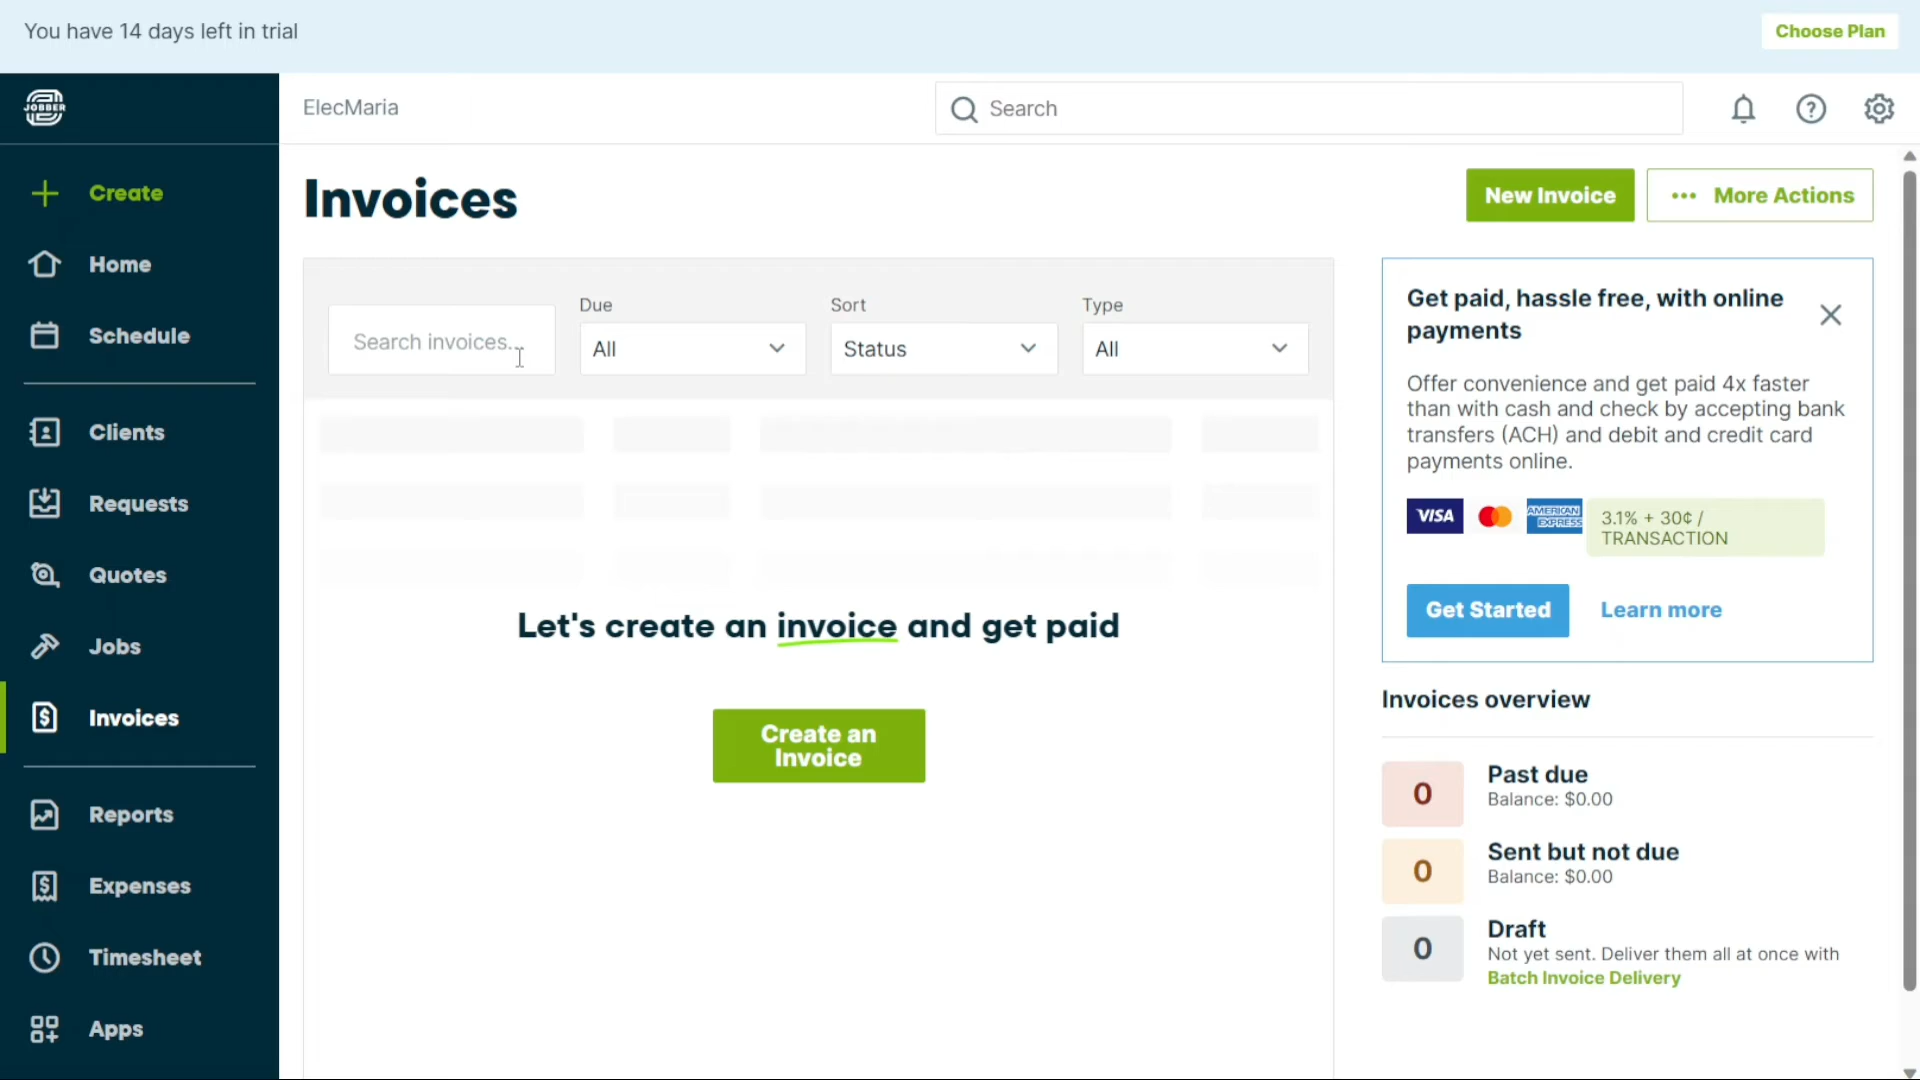 You have 14 days left in trial
Choose Plan
JOBBER
ElecMaria
Search
Create
Home
Schedule
Clients
Requests
Quotes
Jobs
Invoices
Reports
Expenses
Timesheet
Apps
Invoices
New Invoice
More Actions
Search invoices...
Due
All
Sort
Status
Type
All
Let's create an invoice and get paid
Create an
Invoice
Get paid, hassle free, with online
payments
Offer convenience and get paid 4x faster
than with cash and check by accepting bank
transfers (ACH) and debit and credit card
payments online.
VISA
AMERICAN
EXPRESS
3.1% + 30¢ /
TRANSACTION
Get Started
Learn more
Invoices overview
0
Past due
Balance: $0.00
0
Sent but not due
Balance: $0.00
0
Draft
Not yet sent. Deliver them all at once with
Batch Invoice Delivery